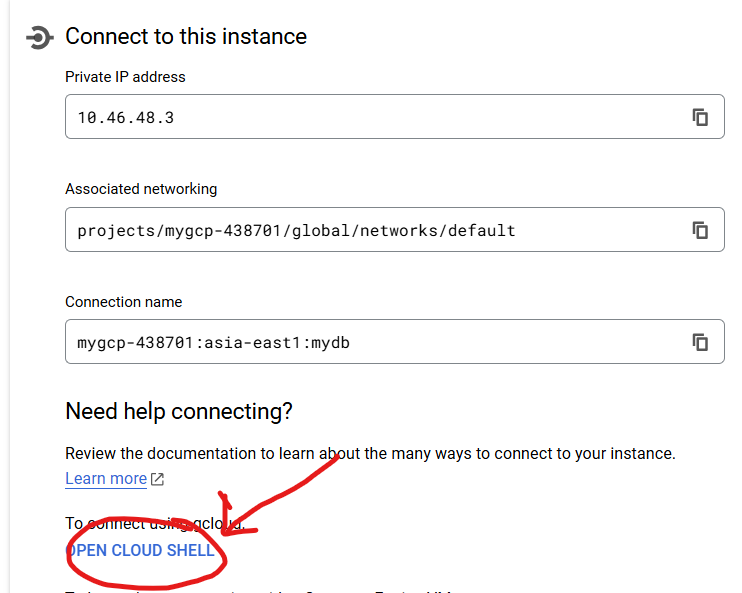 Connect to this instance
Private IP address
10.46.48.3
Associated networking
projects/mygcp-438701/global/networks/default
Connection name
mygcp-438701:asia-east1:mydb
Need help connecting?
Review the documentation to learn about the many ways to connect to your instance.
Learn more
To connect using gcloud,
OPEN CLOUD SHELL